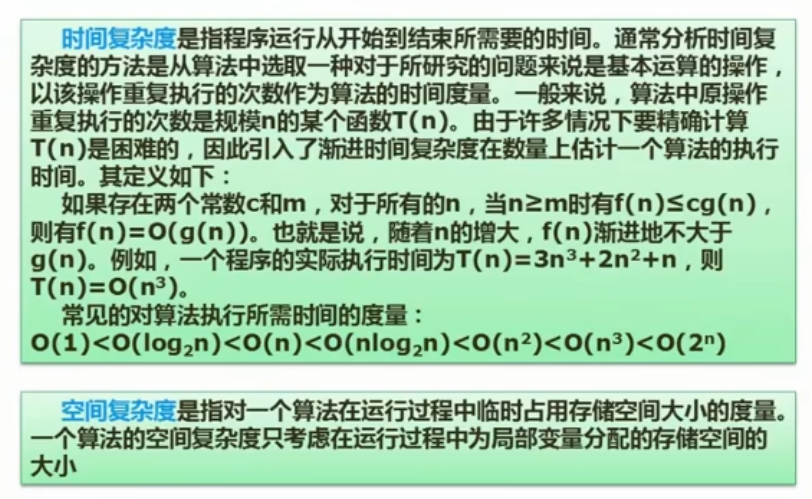 时间复杂度是指程序运行从开始到结束所需要的时间。通常分析时间复
杂度的方法是从算法中选取一种对于所研究的问题来说是基本运算的操作，
以该操作重复执行的次数作为算法的时间度量。一般来说，算法中原操作
重复执行的次数是规模n的某个函数T(n)。由于许多情况下要精确计算
T(n)是困难的，因此引入了渐进时间复杂度在数量上估计一个算法的执行
时间。其定义如下：
如果存在两个常数c和m，对于所有的n，当n≥m时有f(n)≤cg(n)，
则有f(n)=O(g(n))。也就是说，随着n的增大，f(n)渐进地不大于
g(n)。例如，一个程序的实际执行时间为T(n)=3n³+2n²+n，则
T(n)=O(n³)。
常见的对算法执行所需时间的度量：
O(1)<O(log₂n)<O(n)<O(nlog₂n)<O(n²)<O(n³)<O(2ⁿ)
空间复杂度是指对一个算法在运行过程中临时占用存储空间大小的度量。
一个算法的空间复杂度只考虑在运行过程中为局部变量分配的存储空间的
大小